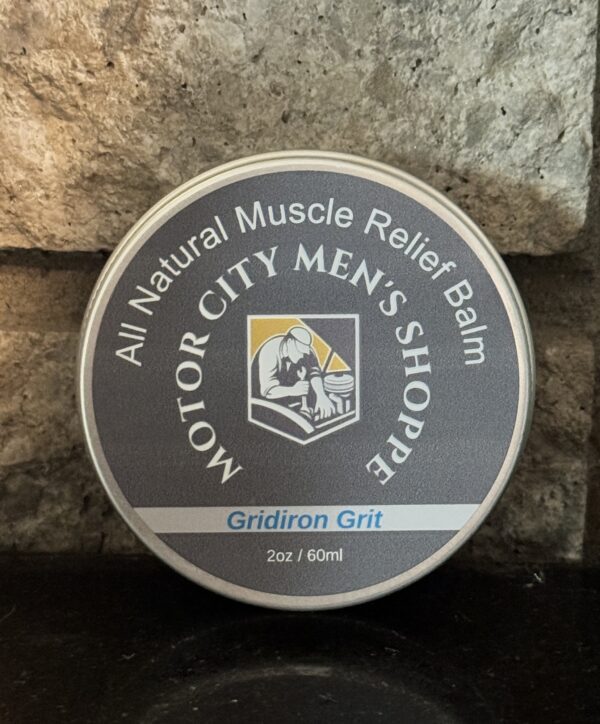 All Natural Muscle Relief Balm
MOTOR CITY MEN'S SHOPPE
Gridiron Grit
2oz / 60ml